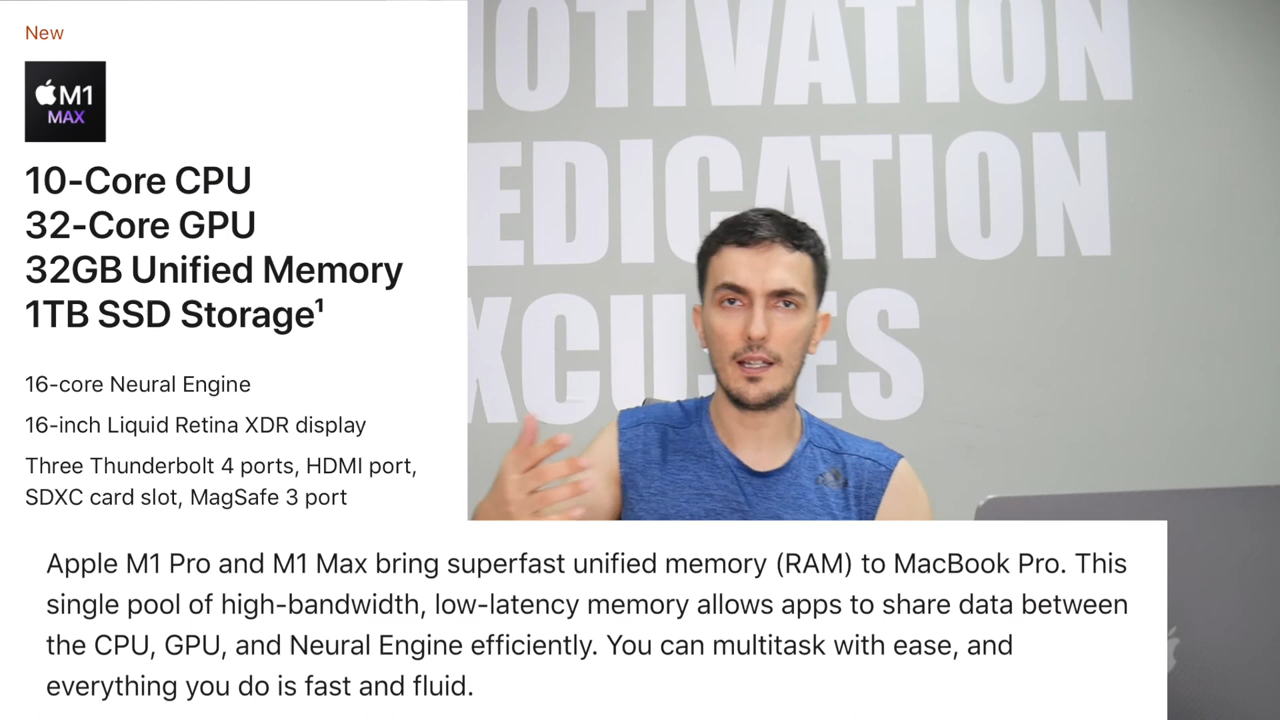 New
M1
MAX
10-Core CPU
32-Core GPU
32GB Unified Memory
1TB SSD Storage¹
16-core Neural Engine
16-inch Liquid Retina XDR display
Three Thunderbolt 4 ports, HDMI port,
SDXC card slot, MagSafe 3 port
OTIVATION
EDICATION
XCU ES
Apple M1 Pro and M1 Max bring superfast unified memory (RAM) to MacBook Pro. This
single pool of high-bandwidth, low-latency memory allows apps to share data between
the CPU, GPU, and Neural Engine efficiently. You can multitask with ease, and
everything you do is fast and fluid.